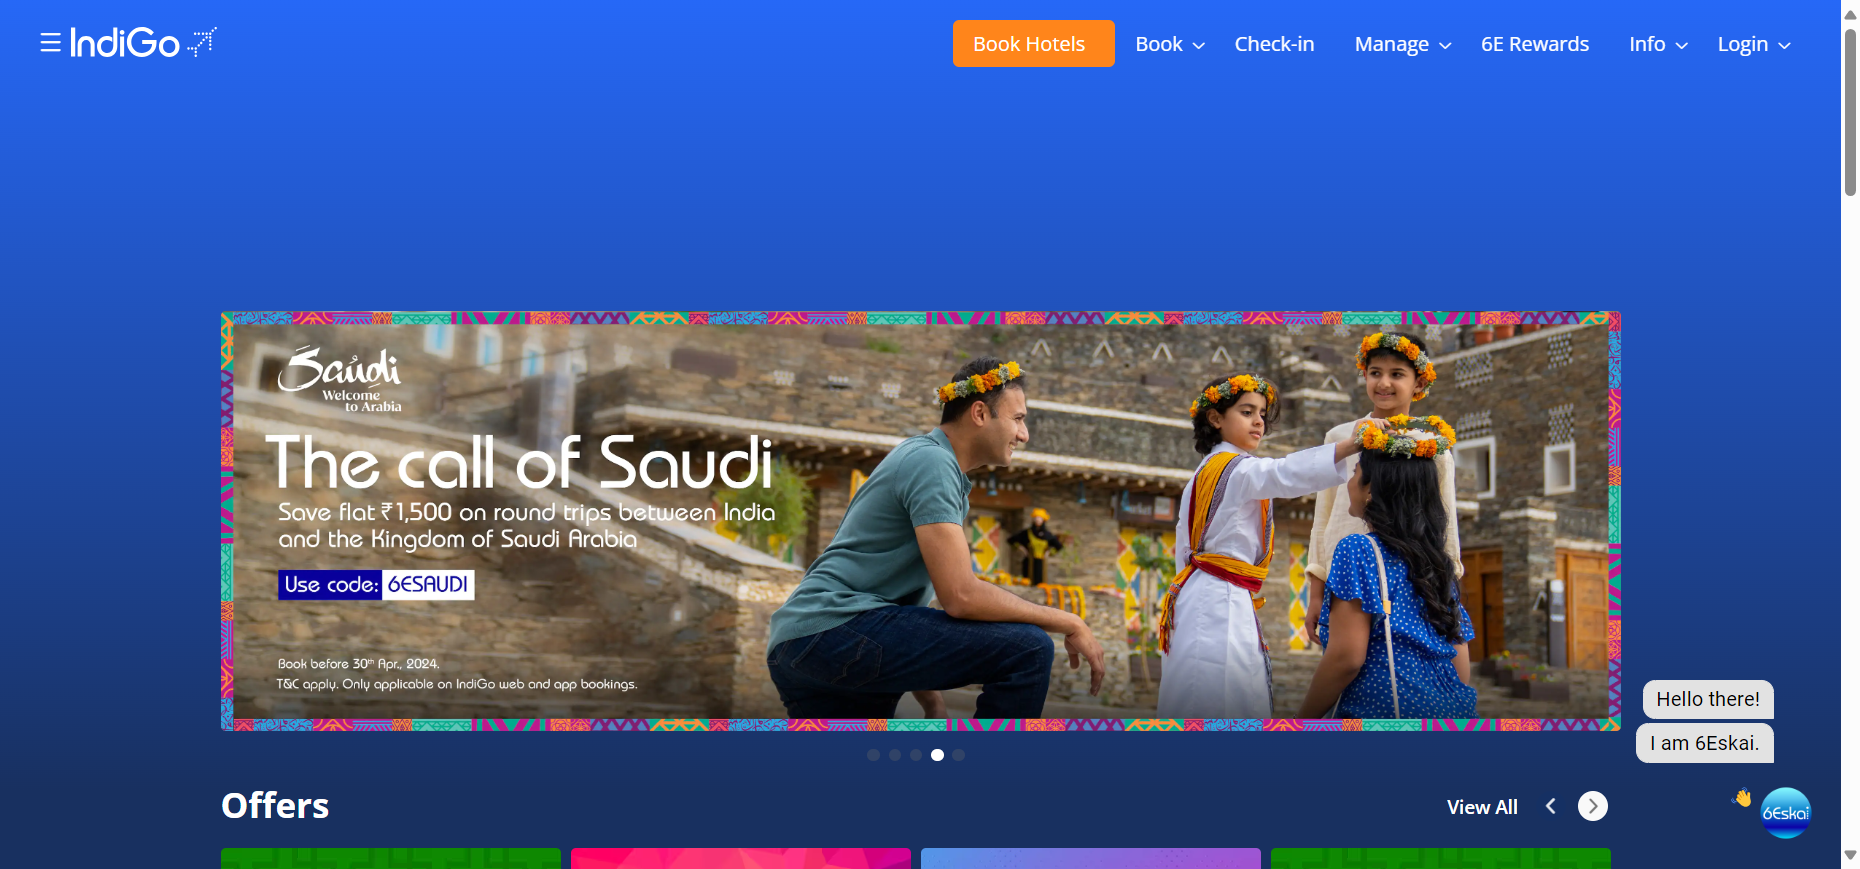 IndiGo
Book Hotels
Book
Check-in
Manage
6E Rewards
Info
Login
Saudi
Welcome
to Arabia
The call of Saudi
Save flat ₹1,500 on round trips between India
and the Kingdom of Saudi Arabia
Use code: 6ESAUDI
Book before 30th Apr., 2024.
T&C apply. Only applicable on IndiGo web and app bookings.
Hello there!
I am 6Eskai.
Offers
View All
6Eskai